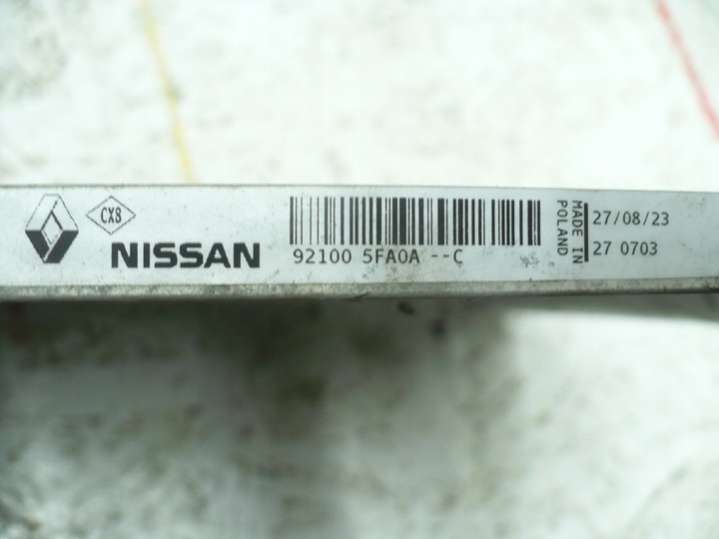 CX8
NISSAN
92100 5FA0A --C
MADE IN
POLAND
27/08/23
27 0703